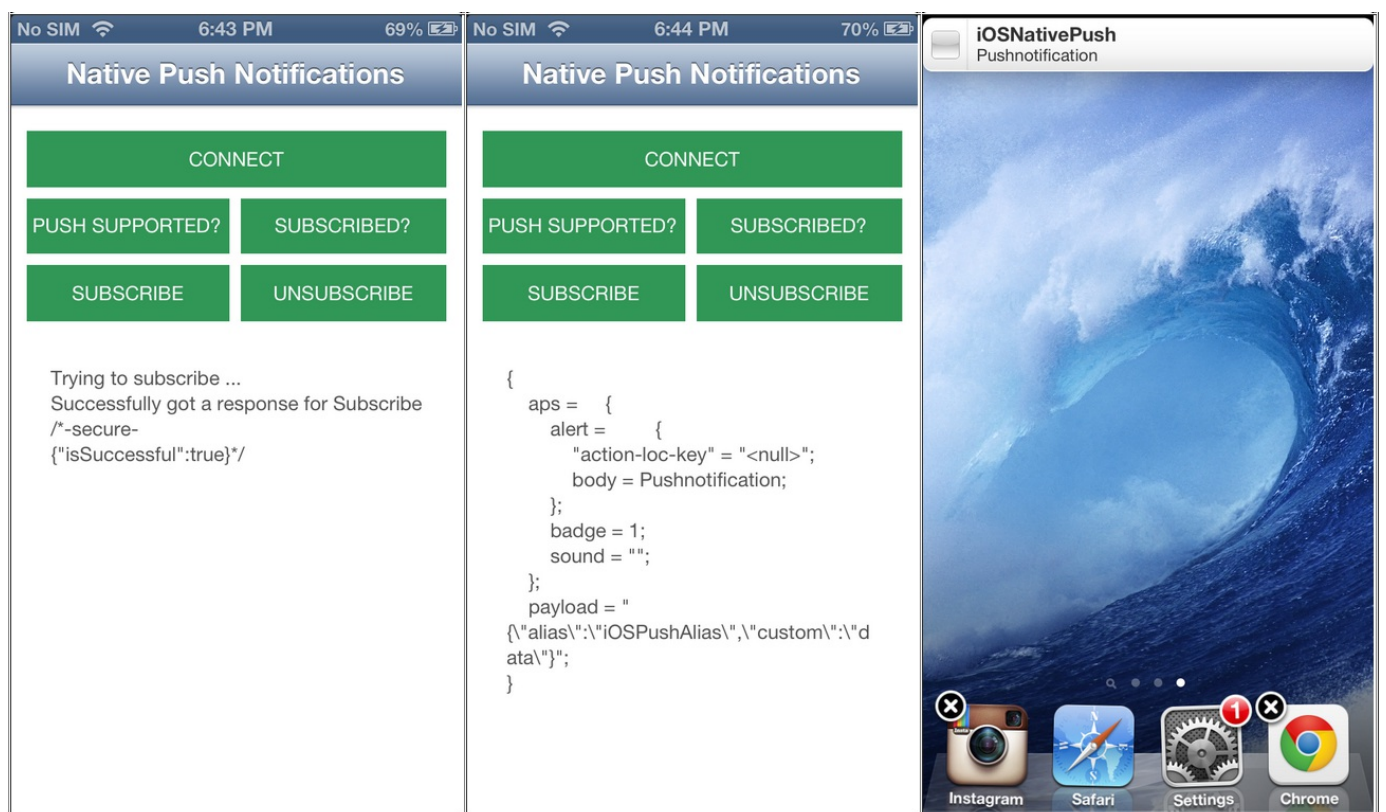 No SIM 6:43 PM 69%
Native Push Notifications
CONNECT
PUSH SUPPORTED? SUBSCRIBED?
SUBSCRIBE UNSUBSCRIBE
Trying to subscribe ...
Successfully got a response for Subscribe
/*-secure-
{"isSuccessful":true}*/
No SIM 6:44 PM 70%
Native Push Notifications
CONNECT
PUSH SUPPORTED? SUBSCRIBED?
SUBSCRIBE UNSUBSCRIBE
{
aps = {
alert = {
"action-loc-key" = "<null>";
body = Pushnotification;
};
badge = 1;
sound = "";
};
payload = "
{\"alias\":\"iOSPushAlias\",\"custom\":\"d
ata\"}";
}
iOSNativePush
Pushnotification
1
Instagram Safari Settings Chrome